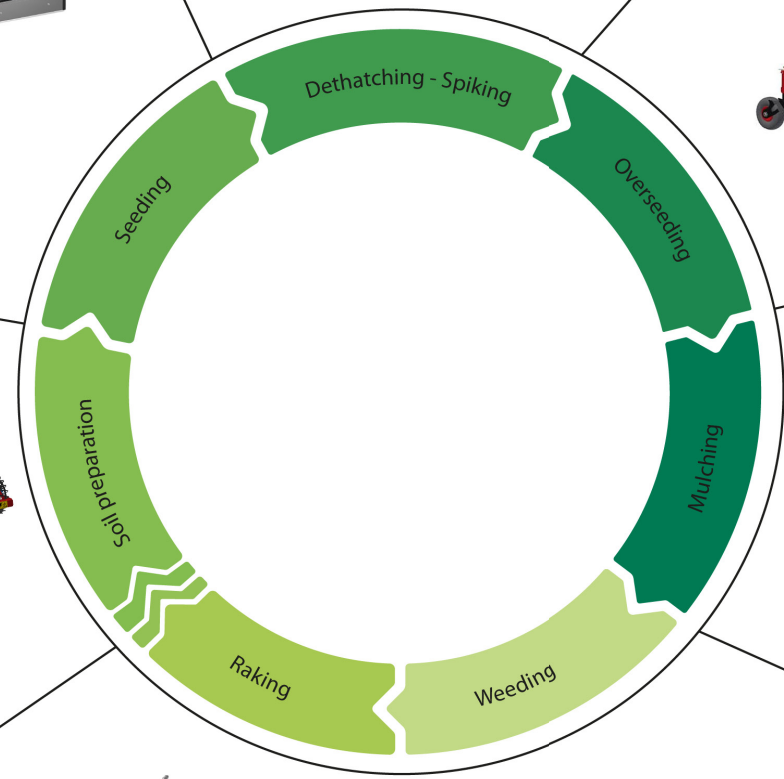 Dethatching - Spiking
Overseeding
Mulching
Weeding
Raking
Soil preparation
Seeding